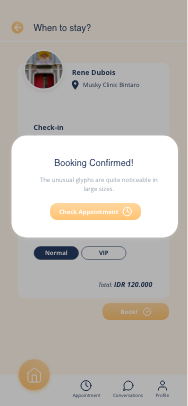 When to stay?
Rene Dubois
Musky Clinic Bintaro
Check-in
Booking Confirmed!
The unusual glyphs are quite noticeable in
large sizes.
Check Appointment
Normal
VIP
Total: IDR 120.000
Book!
Appointment
Conversations
Profile